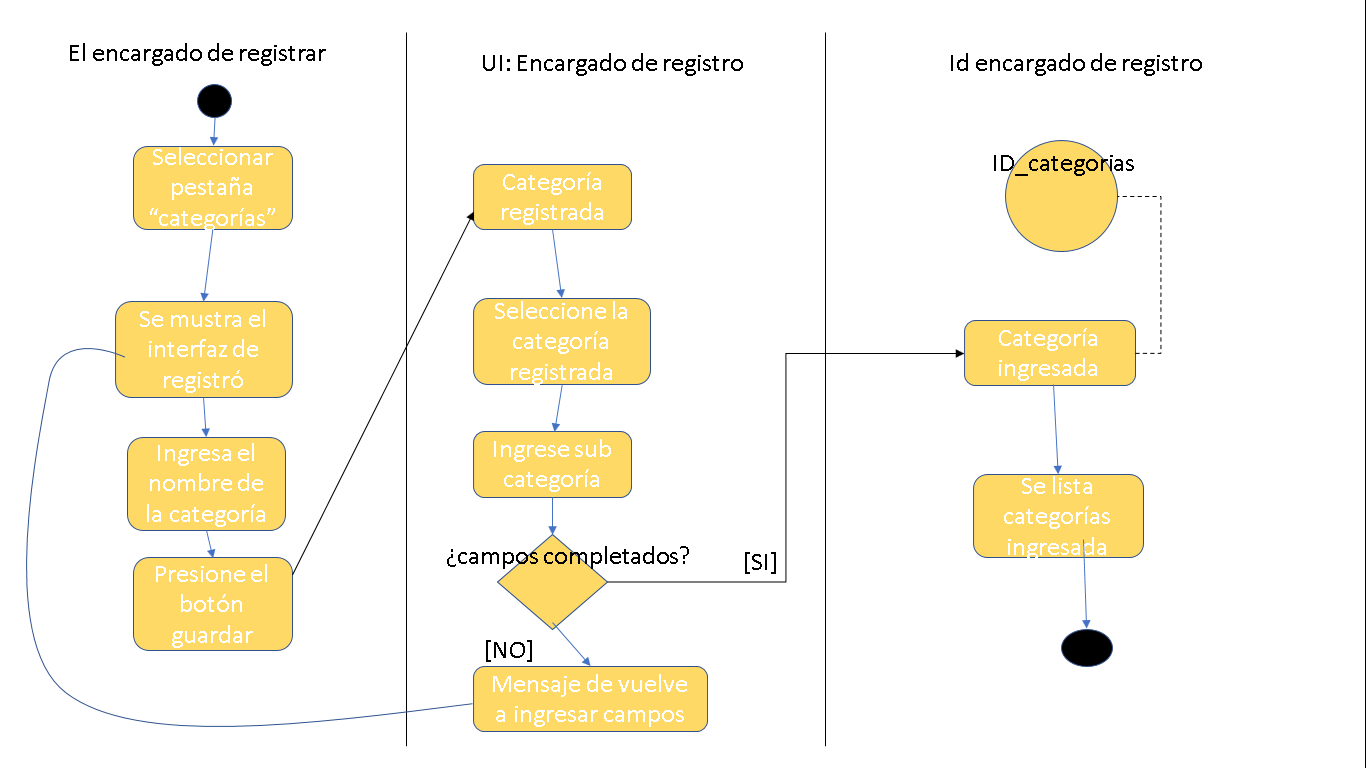 El encargado de registrar
Seleccionar
pestaña
“categorías”
Se mustra el
interfaz de
registró
Ingresa el
nombre de
la categoría
Presione el
botón
guardar
UI: Encargado de registro
Categoría
registrada
Seleccione la
categoría
registrada
Ingrese sub
categoría
¿campos completados?
[SI]
[NO]
Mensaje de vuelve
a ingresar campos
Id encargado de registro
ID_categorias
Categoría
ingresada
Se lista
categorías
ingresada